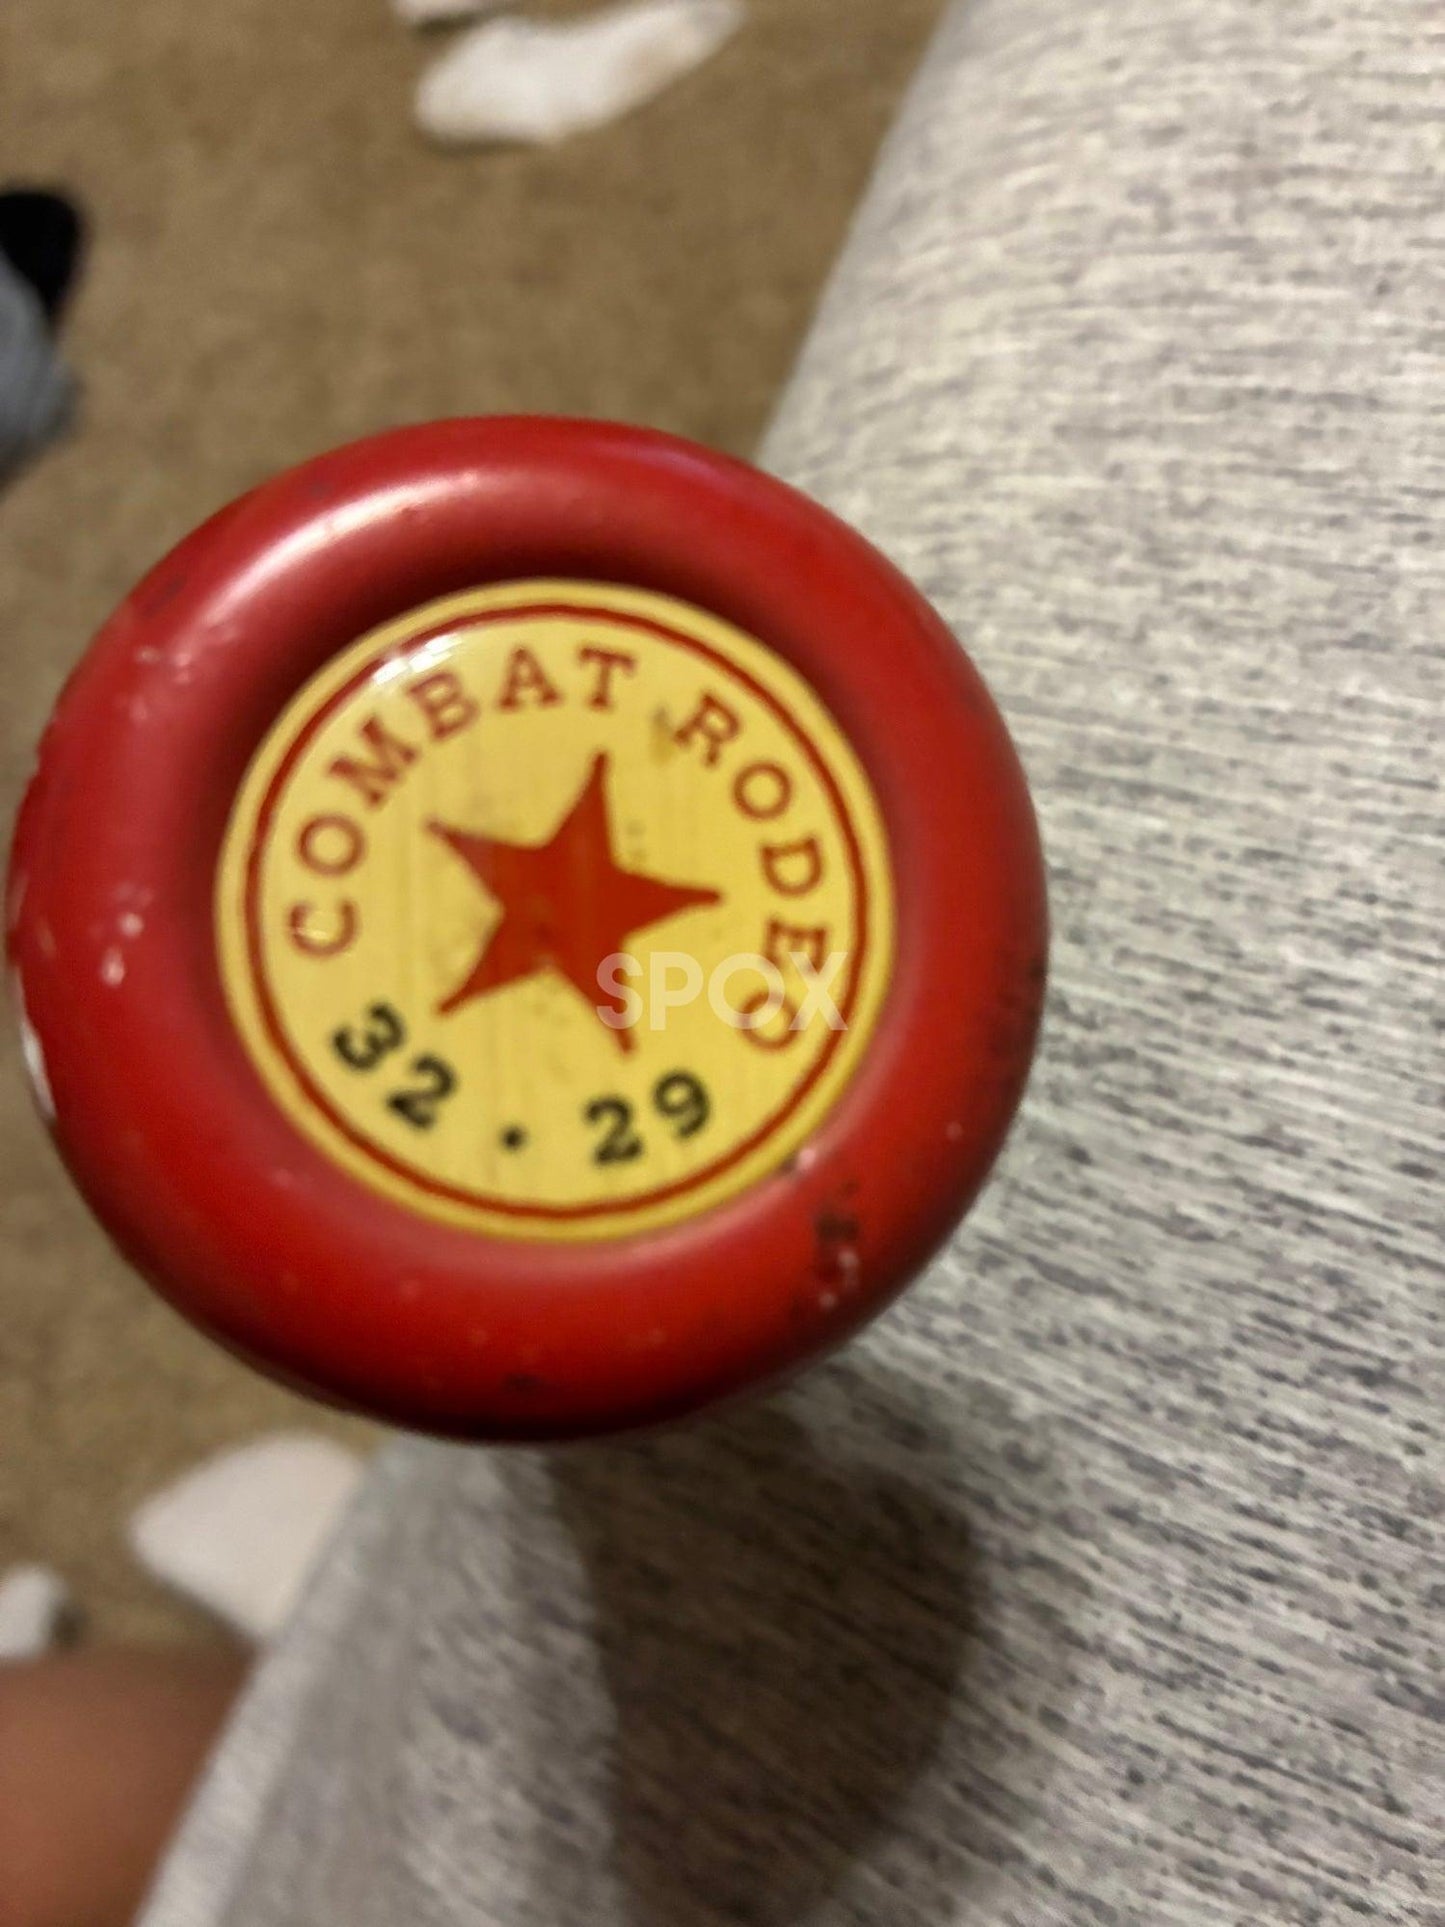 COMBAT RODEO
32 . 29
SPOX